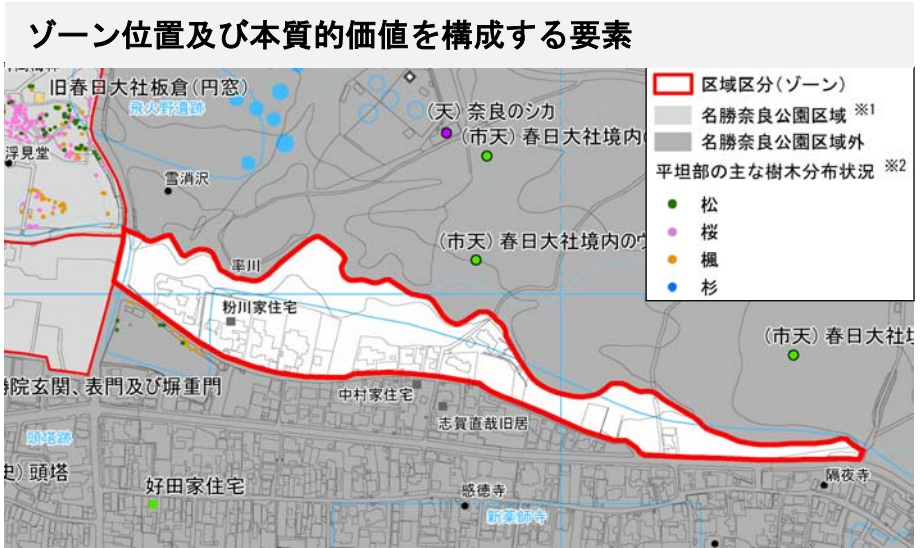 ゾーン位置及び本質的価値を構成する要素
旧春日大社板倉(円窓)
飛火野遺跡
浮見堂
雪消沢
(天) 奈良のシカ
(市天) 春日大社境内
(市天) 春日大社境内の
率川
粉川家住宅
(市天) 春日大社
院玄関、表門及び塀重門
中村家住宅
志賀直哉旧居
頭塔跡
史) 頭塔
好田家住宅
感徳寺
新薬師寺
隔夜寺
区域区分(ゾーン)
名勝奈良公園区域 ※1
名勝奈良公園区域外
平坦部の主な樹木分布状況 ※2
松
桜
楓
杉